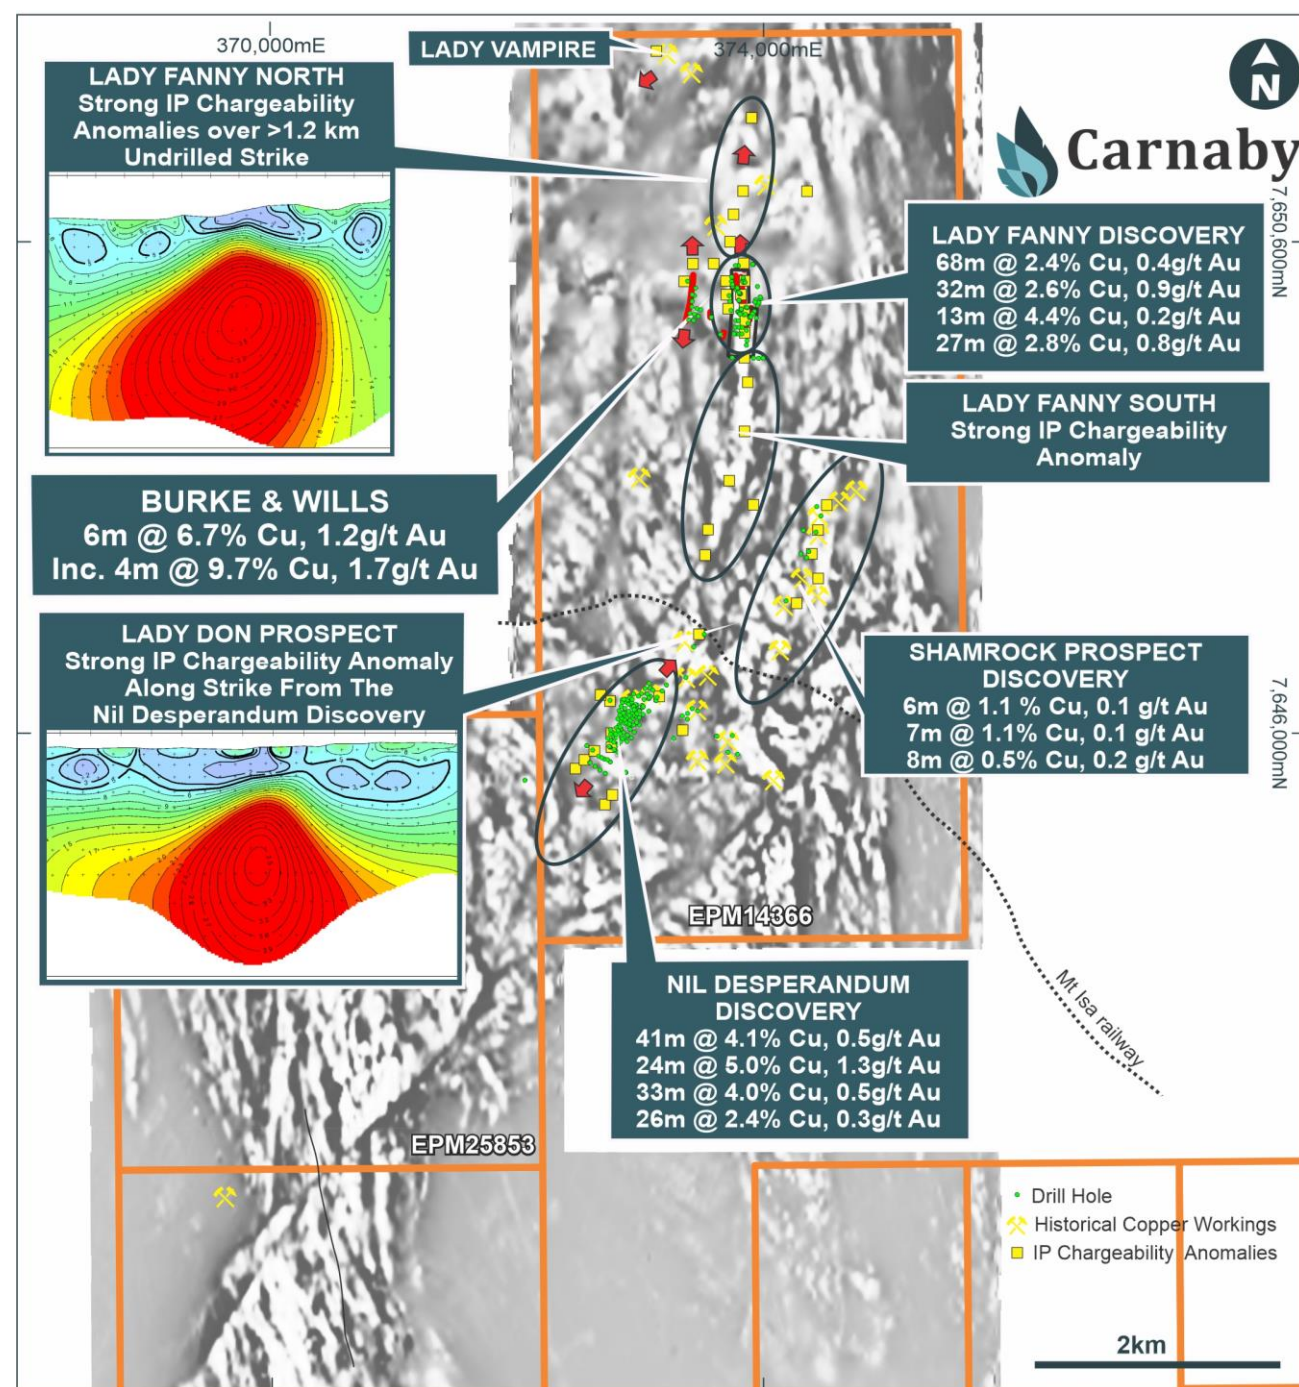 370,000mE
LADY VAMPIRE
374,000mE
N
Carnaby
LADY FANNY NORTH
Strong IP Chargeability
Anomalies over >1.2 km
Undrilled Strike
7,650,600mN
LADY FANNY DISCOVERY
68m @ 2.4% Cu, 0.4g/t Au
32m @ 2.6% Cu, 0.9g/t Au
13m @ 4.4% Cu, 0.2g/t Au
27m @ 2.8% Cu, 0.8g/t Au
LADY FANNY SOUTH
Strong IP Chargeability
Anomaly
BURKE & WILLS
6m @ 6.7% Cu, 1.2g/t Au
Inc. 4m @ 9.7% Cu, 1.7g/t Au
LADY DON PROSPECT
Strong IP Chargeability Anomaly
Along Strike From The
Nil Desperandum Discovery
SHAMROCK PROSPECT
DISCOVERY
6m @ 1.1 % Cu, 0.1 g/t Au
7m @ 1.1% Cu, 0.1 g/t Au
8m @ 0.5% Cu, 0.2 g/t Au
7,646,000mN
EPM14366
NIL DESPERANDUM
DISCOVERY
41m @ 4.1% Cu, 0.5g/t Au
24m @ 5.0% Cu, 1.3g/t Au
33m @ 4.0% Cu, 0.5g/t Au
26m @ 2.4% Cu, 0.3g/t Au
Mt Isa railway
EPM25853
Drill Hole
Historical Copper Workings
IP Chargeability Anomalies
2km